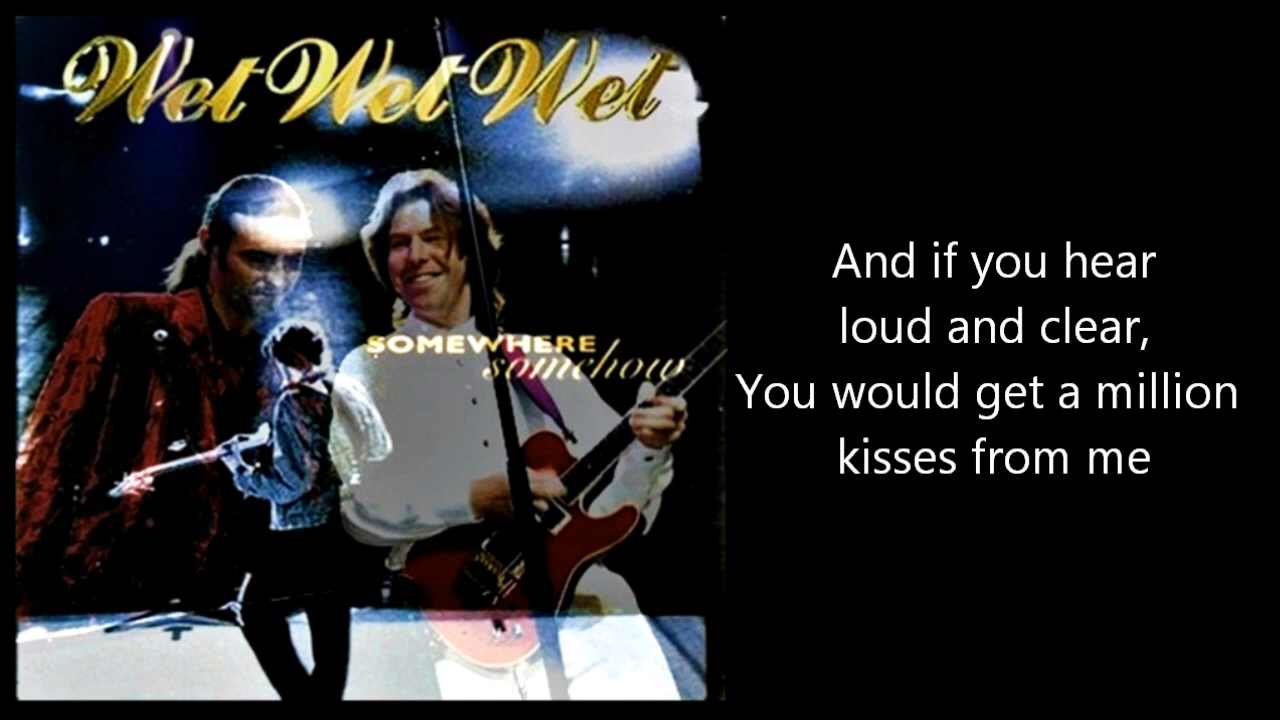 Wet Wet Wet
SOMEWHERE
somehow
And if you hear
loud and clear,
You would get a million
kisses from me